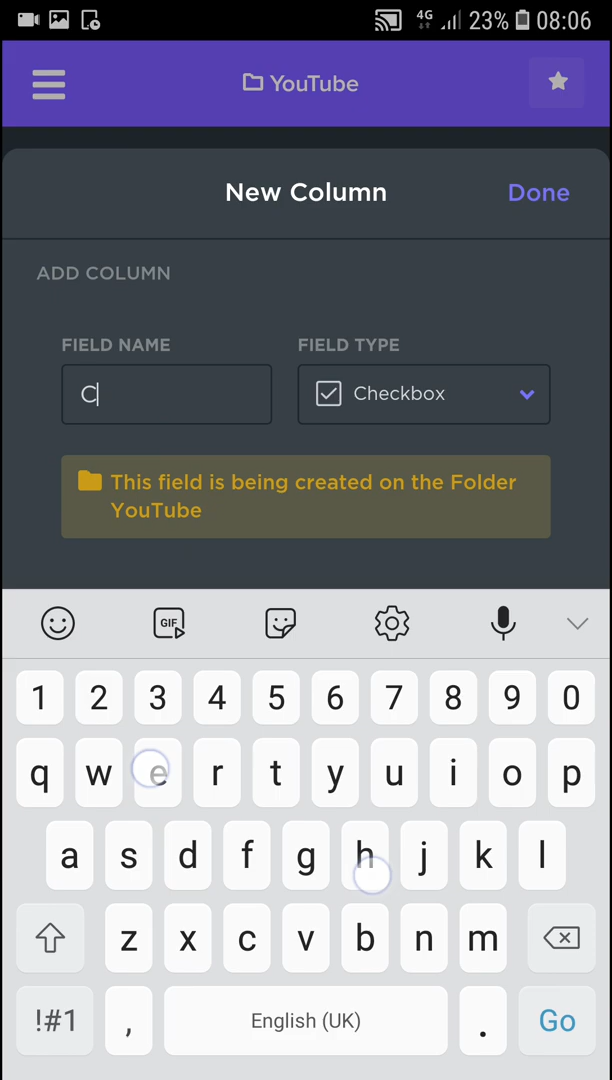 4G 23% 08:06
YouTube
New Column Done
ADD COLUMN
FIELD NAME FIELD TYPE
C Checkbox
This field is being created on the Folder
YouTube
GIF
1 2 3 4 5 6 7 8 9 0
q w e r t y u i o p
a s d f g h j k l
z x c v b n m
!#1 , English (UK) . Go